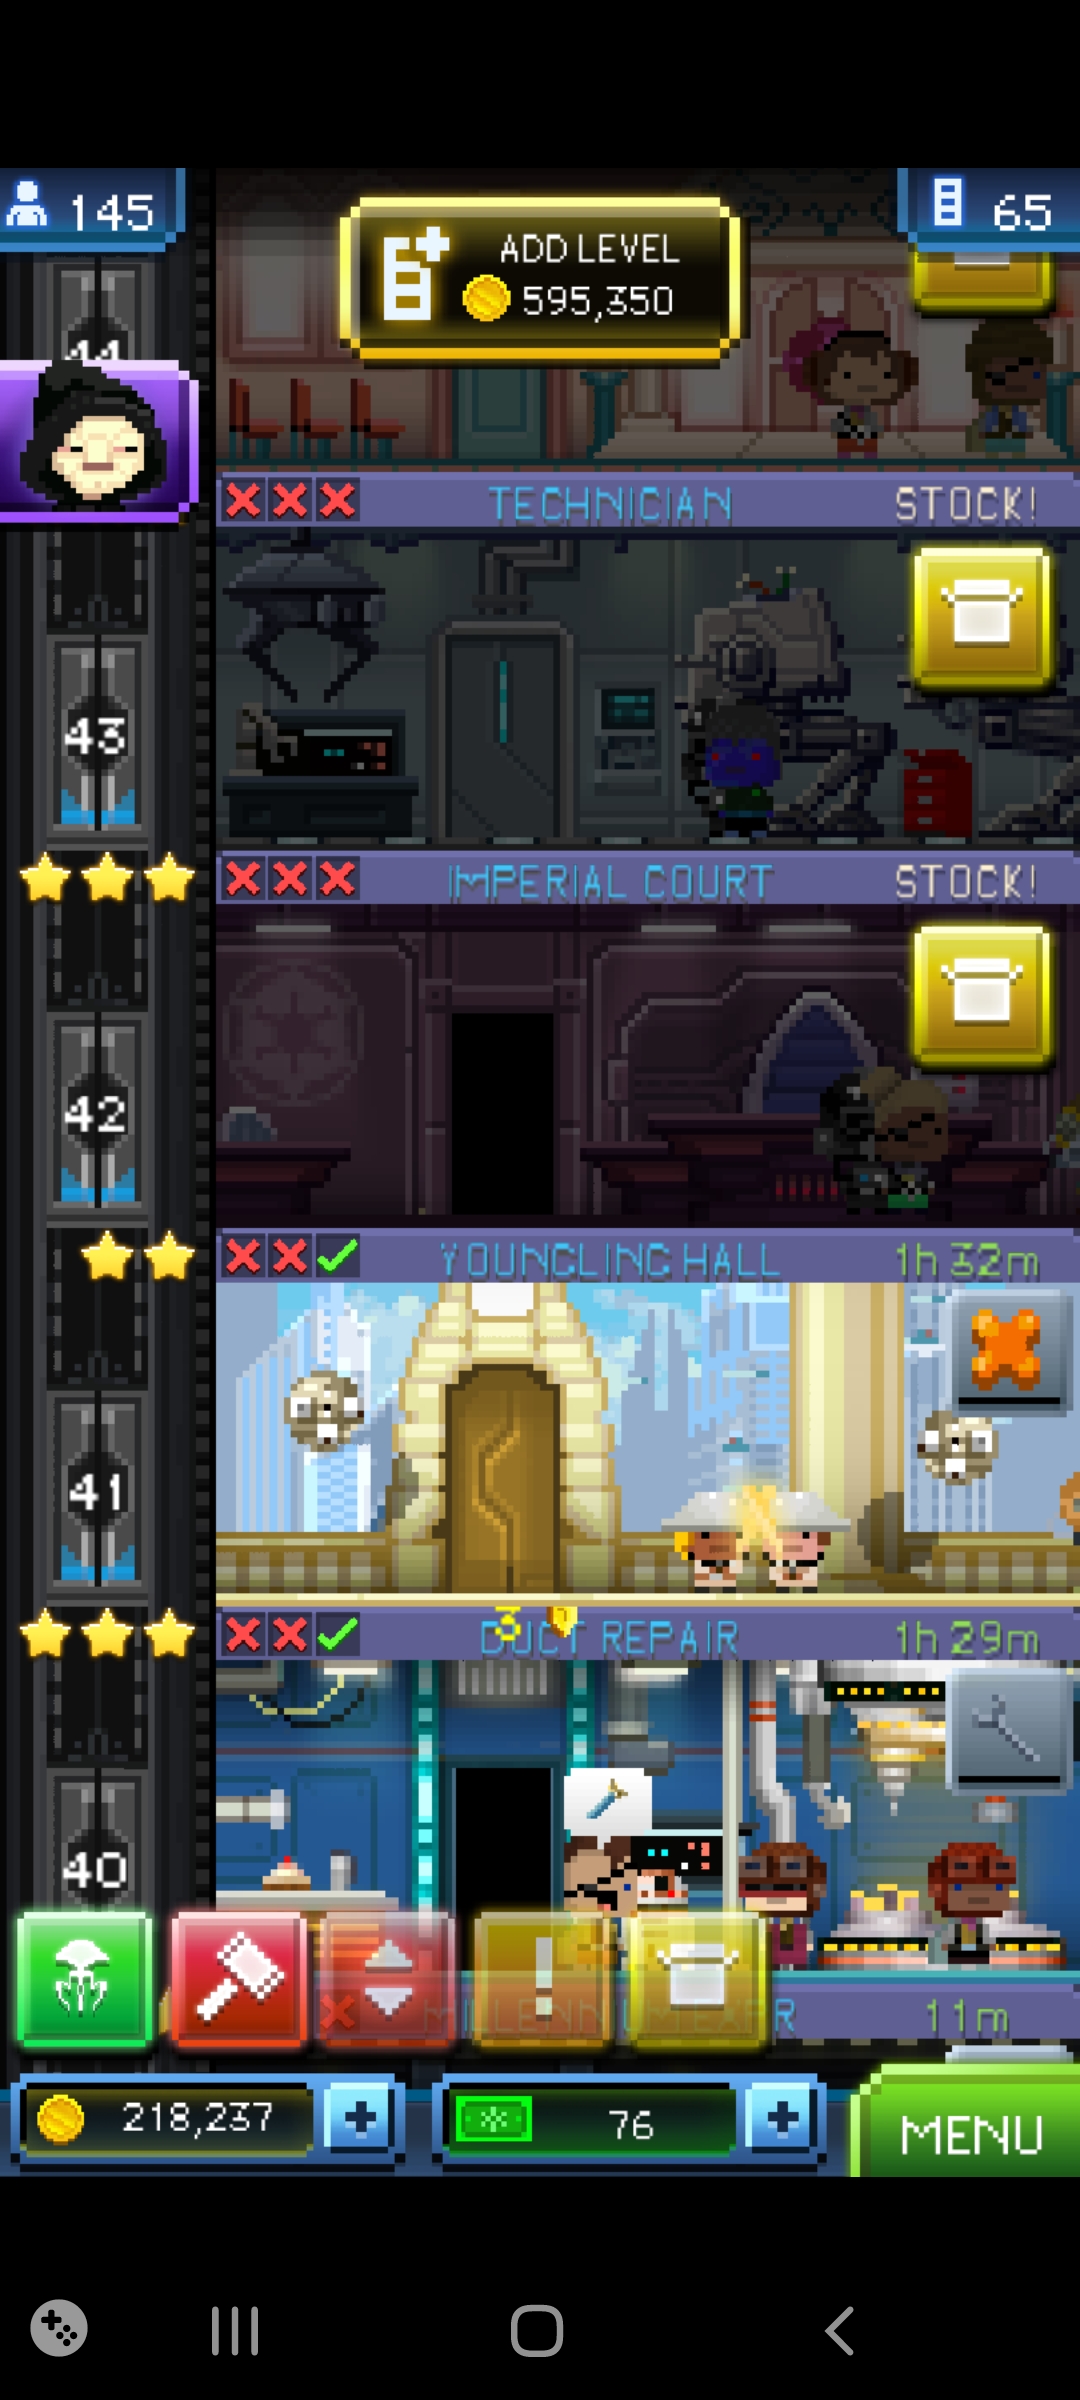 145
65
ADD LEVEL
595,350
44
TECHNICIAN
STOCK!
43
IMPERIAL COURT
STOCK!
42
YOUNGLING HALL
1h 32m
41
3
DUCT REPAIR
1h 29m
40
11m
218,237
76
MENU